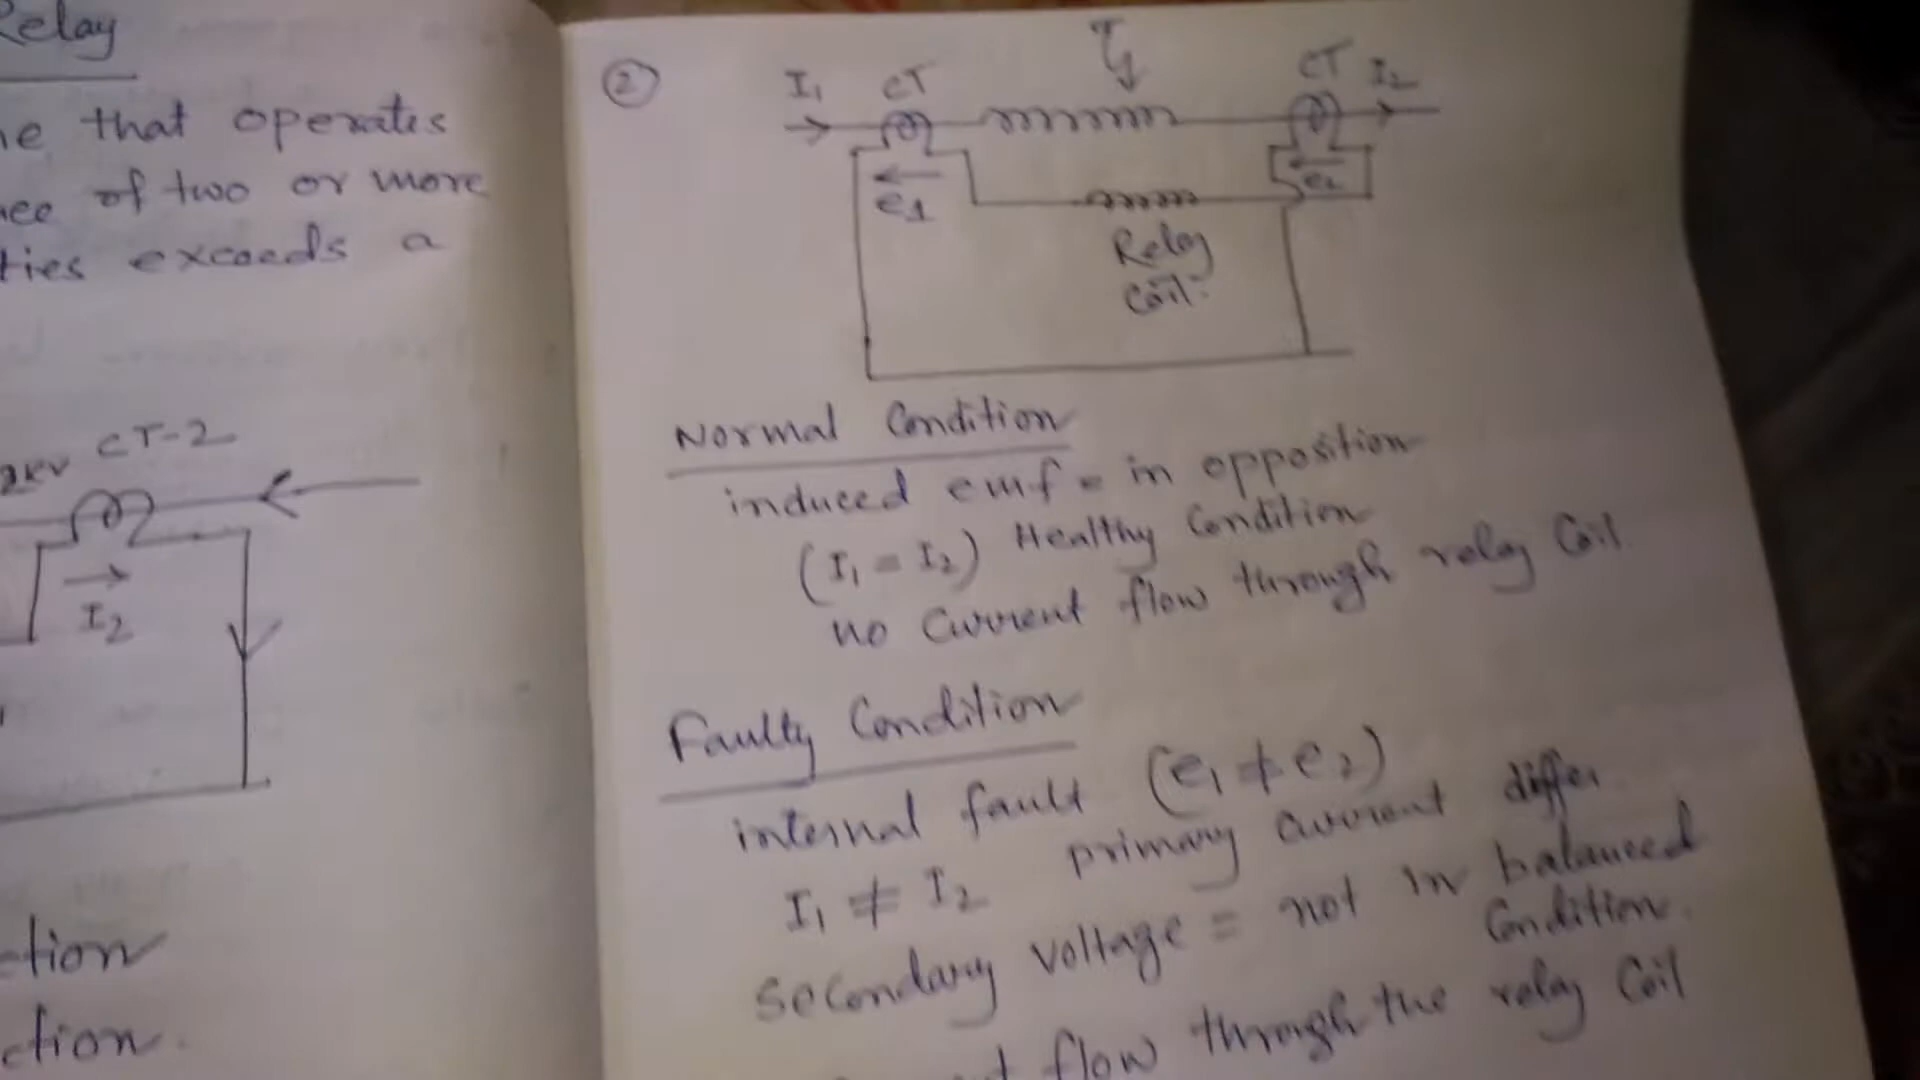 Relay
that operates
of two or more
ties exceeds a
CT-2
I2
ction
ction.
2
I1 CT CT I2
e1 e2
Relay
Coil.
Normal Condition
induced emf = in opposition
(I1 = I2) Healthy Condition
no current flow through relay Coil.
Faulty Condition
internal fault (e1 ≠ e2)
I1 ≠ I2 primary current differ
secondary voltage = not in balanced
Condition.
flow through the relay Coil